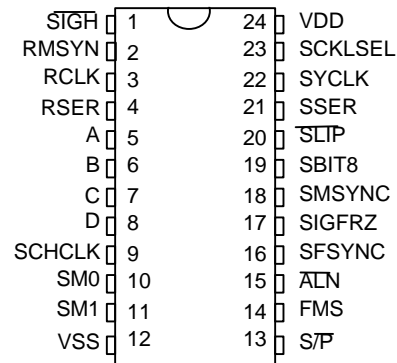 SIGH 1 24 VDD
RMSYN 2 23 SCKLSEL
RCLK 3 22 SYCLK
RSER 4 21 SSER
A 5 20 SLIP
B 6 19 SBIT8
C 7 18 SMSYNC
D 8 17 SIGFRZ
SCHCLK 9 16 SFSYNC
SM0 10 15 ALN
SM1 11 14 FMS
VSS 12 13 S/P